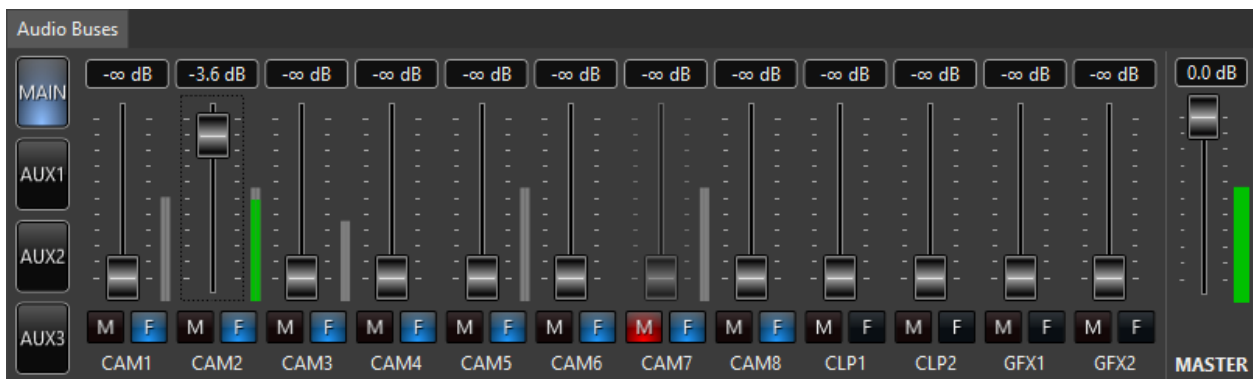 Audio Buses
MAIN
AUX1
AUX2
AUX3
-∞ dB -3.6 dB -∞ dB -∞ dB -∞ dB -∞ dB -∞ dB -∞ dB -∞ dB -∞ dB -∞ dB -∞ dB 0.0 dB
M F M F M F M F M F M F M F M F M F M F M F M F
CAM1 CAM2 CAM3 CAM4 CAM5 CAM6 CAM7 CAM8 CLP1 CLP2 GFX1 GFX2 MASTER